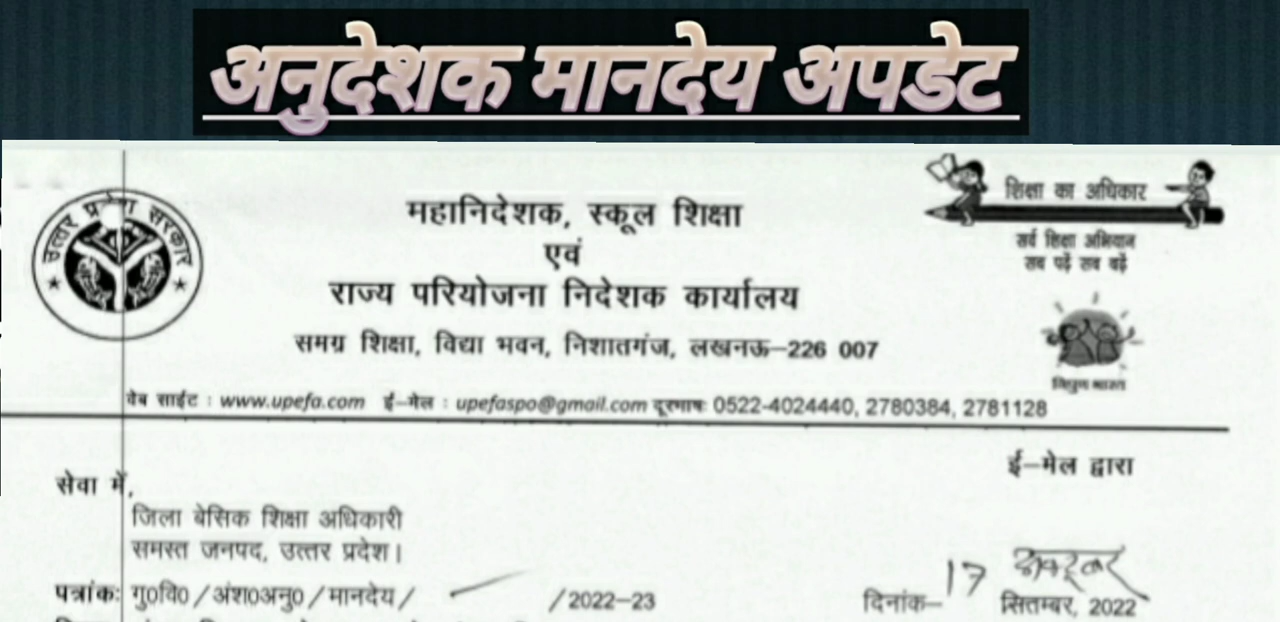 अनुदेशक मानदेय अपडेट
उत्तर प्रदेश सरकार
महानिदेशक, स्कूल शिक्षा
एवं
राज्य परियोजना निदेशक कार्यालय
समग्र शिक्षा, विद्या भवन, निशातगंज, लखनऊ–226 007
शिक्षा का अधिकार
सर्व शिक्षा अभियान
सब पढ़ें सब बढ़ें
निपुण भारत
वेब साईट : www.upefa.com ई–मेल : upefaspo@gmail.com दूरभाषः 0522-4024440, 2780384, 2781128
ई–मेल द्वारा
सेवा में,
जिला बेसिक शिक्षा अधिकारी
समस्त जनपद, उत्तर प्रदेश।
पत्रांकः गु0वि0/अंश0अनु0/मानदेय/ /2022–23
दिनांक– 17 अक्टूबर
सितम्बर, 2022